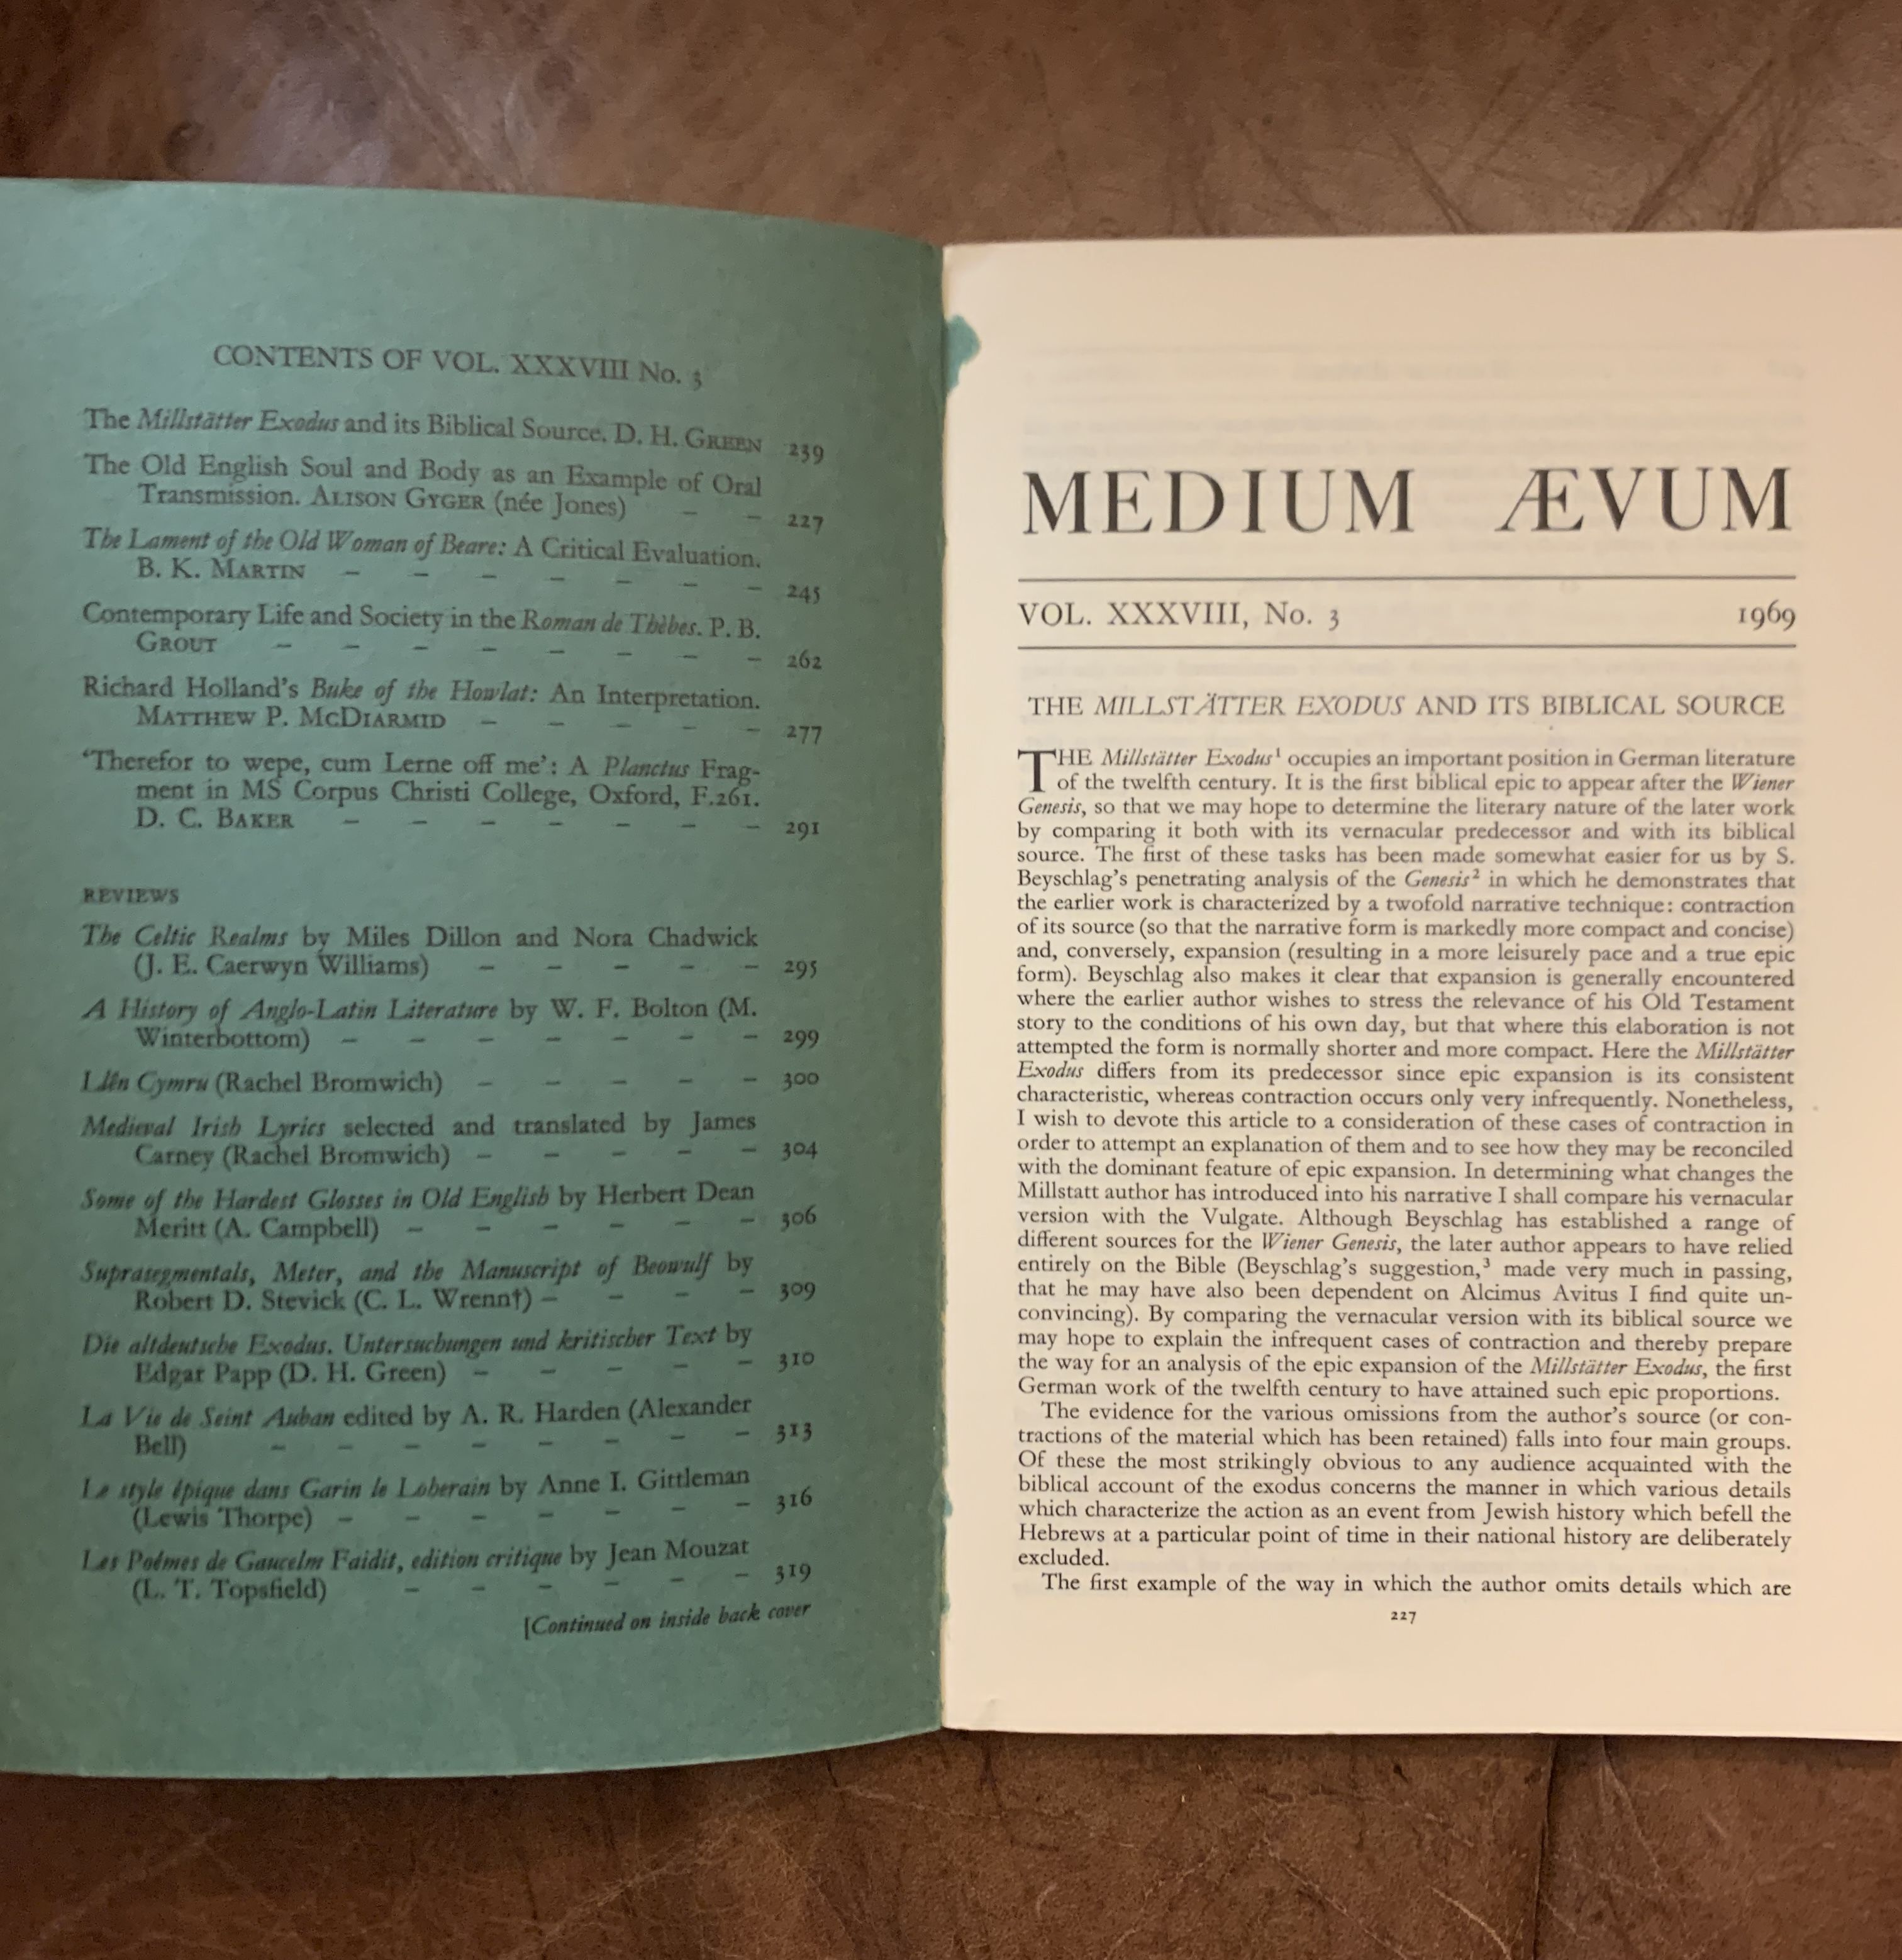 CONTENTS OF VOL. XXXVIII No. 3
The Millstätter Exodus and its Biblical Source. D. H. GREEN 239
The Old English Soul and Body as an Example of Oral
Transmission. ALISON GYGER (née Jones) – – 227
The Lament of the Old Woman of Beare: A Critical Evaluation.
B. K. MARTIN – – – – – – – 245
Contemporary Life and Society in the Roman de Thèbes. P. B.
GROUT – – – – – – – – 262
Richard Holland's Buke of the Howlat: An Interpretation.
MATTHEW P. MCDIARMID – – – – – 277
‘Therefor to wepe, cum Lerne off me’: A Planctus Frag-
ment in MS Corpus Christi College, Oxford, F.261.
D. C. BAKER – – – – – – – 291
REVIEWS
The Celtic Realms by Miles Dillon and Nora Chadwick
(J. E. Caerwyn Williams) – – – – – 295
A History of Anglo-Latin Literature by W. F. Bolton (M.
Winterbottom) – – – – – – – 299
Llên Cymru (Rachel Bromwich) – – – – – 300
Medieval Irish Lyrics selected and translated by James
Carney (Rachel Bromwich) – – – – – 304
Some of the Hardest Glosses in Old English by Herbert Dean
Meritt (A. Campbell) – – – – – – 306
Suprasegmentals, Meter, and the Manuscript of Beowulf by
Robert D. Stevick (C. L. Wrenn†) – – – – 309
Die altdeutsche Exodus. Untersuchungen und kritischer Text by
Edgar Papp (D. H. Green) – – – – – 310
La Vie de Seint Auban edited by A. R. Harden (Alexander
Bell) – – – – – – – – 313
Le style épique dans Garin le Loherain by Anne I. Gittleman
(Lewis Thorpe) – – – – – – – 316
Les Poèmes de Gaucelm Faidit, edition critique by Jean Mouzat
(L. T. Topsfield) – – – – – – 319
[Continued on inside back cover
MEDIUM ÆVUM
VOL. XXXVIII, No. 3 1969
THE MILLSTÄTTER EXODUS AND ITS BIBLICAL SOURCE
THE Millstätter Exodus¹ occupies an important position in German literature
of the twelfth century. It is the first biblical epic to appear after the Wiener
Genesis, so that we may hope to determine the literary nature of the later work
by comparing it both with its vernacular predecessor and with its biblical
source. The first of these tasks has been made somewhat easier for us by S.
Beyschlag's penetrating analysis of the Genesis² in which he demonstrates that
the earlier work is characterized by a twofold narrative technique: contraction
of its source (so that the narrative form is markedly more compact and concise)
and, conversely, expansion (resulting in a more leisurely pace and a true epic
form). Beyschlag also makes it clear that expansion is generally encountered
where the earlier author wishes to stress the relevance of his Old Testament
story to the conditions of his own day, but that where this elaboration is not
attempted the form is normally shorter and more compact. Here the Millstätter
Exodus differs from its predecessor since epic expansion is its consistent
characteristic, whereas contraction occurs only very infrequently. Nonetheless,
I wish to devote this article to a consideration of these cases of contraction in
order to attempt an explanation of them and to see how they may be reconciled
with the dominant feature of epic expansion. In determining what changes the
Millstatt author has introduced into his narrative I shall compare his vernacular
version with the Vulgate. Although Beyschlag has established a range of
different sources for the Wiener Genesis, the later author appears to have relied
entirely on the Bible (Beyschlag's suggestion,³ made very much in passing,
that he may have also been dependent on Alcimus Avitus I find quite un-
convincing). By comparing the vernacular version with its biblical source we
may hope to explain the infrequent cases of contraction and thereby prepare
the way for an analysis of the epic expansion of the Millstätter Exodus, the first
German work of the twelfth century to have attained such epic proportions.
The evidence for the various omissions from the author's source (or con-
tractions of the material which has been retained) falls into four main groups.
Of these the most strikingly obvious to any audience acquainted with the
biblical account of the exodus concerns the manner in which various details
which characterize the action as an event from Jewish history which befell the
Hebrews at a particular point of time in their national history are deliberately
excluded.
The first example of the way in which the author omits details which are
227